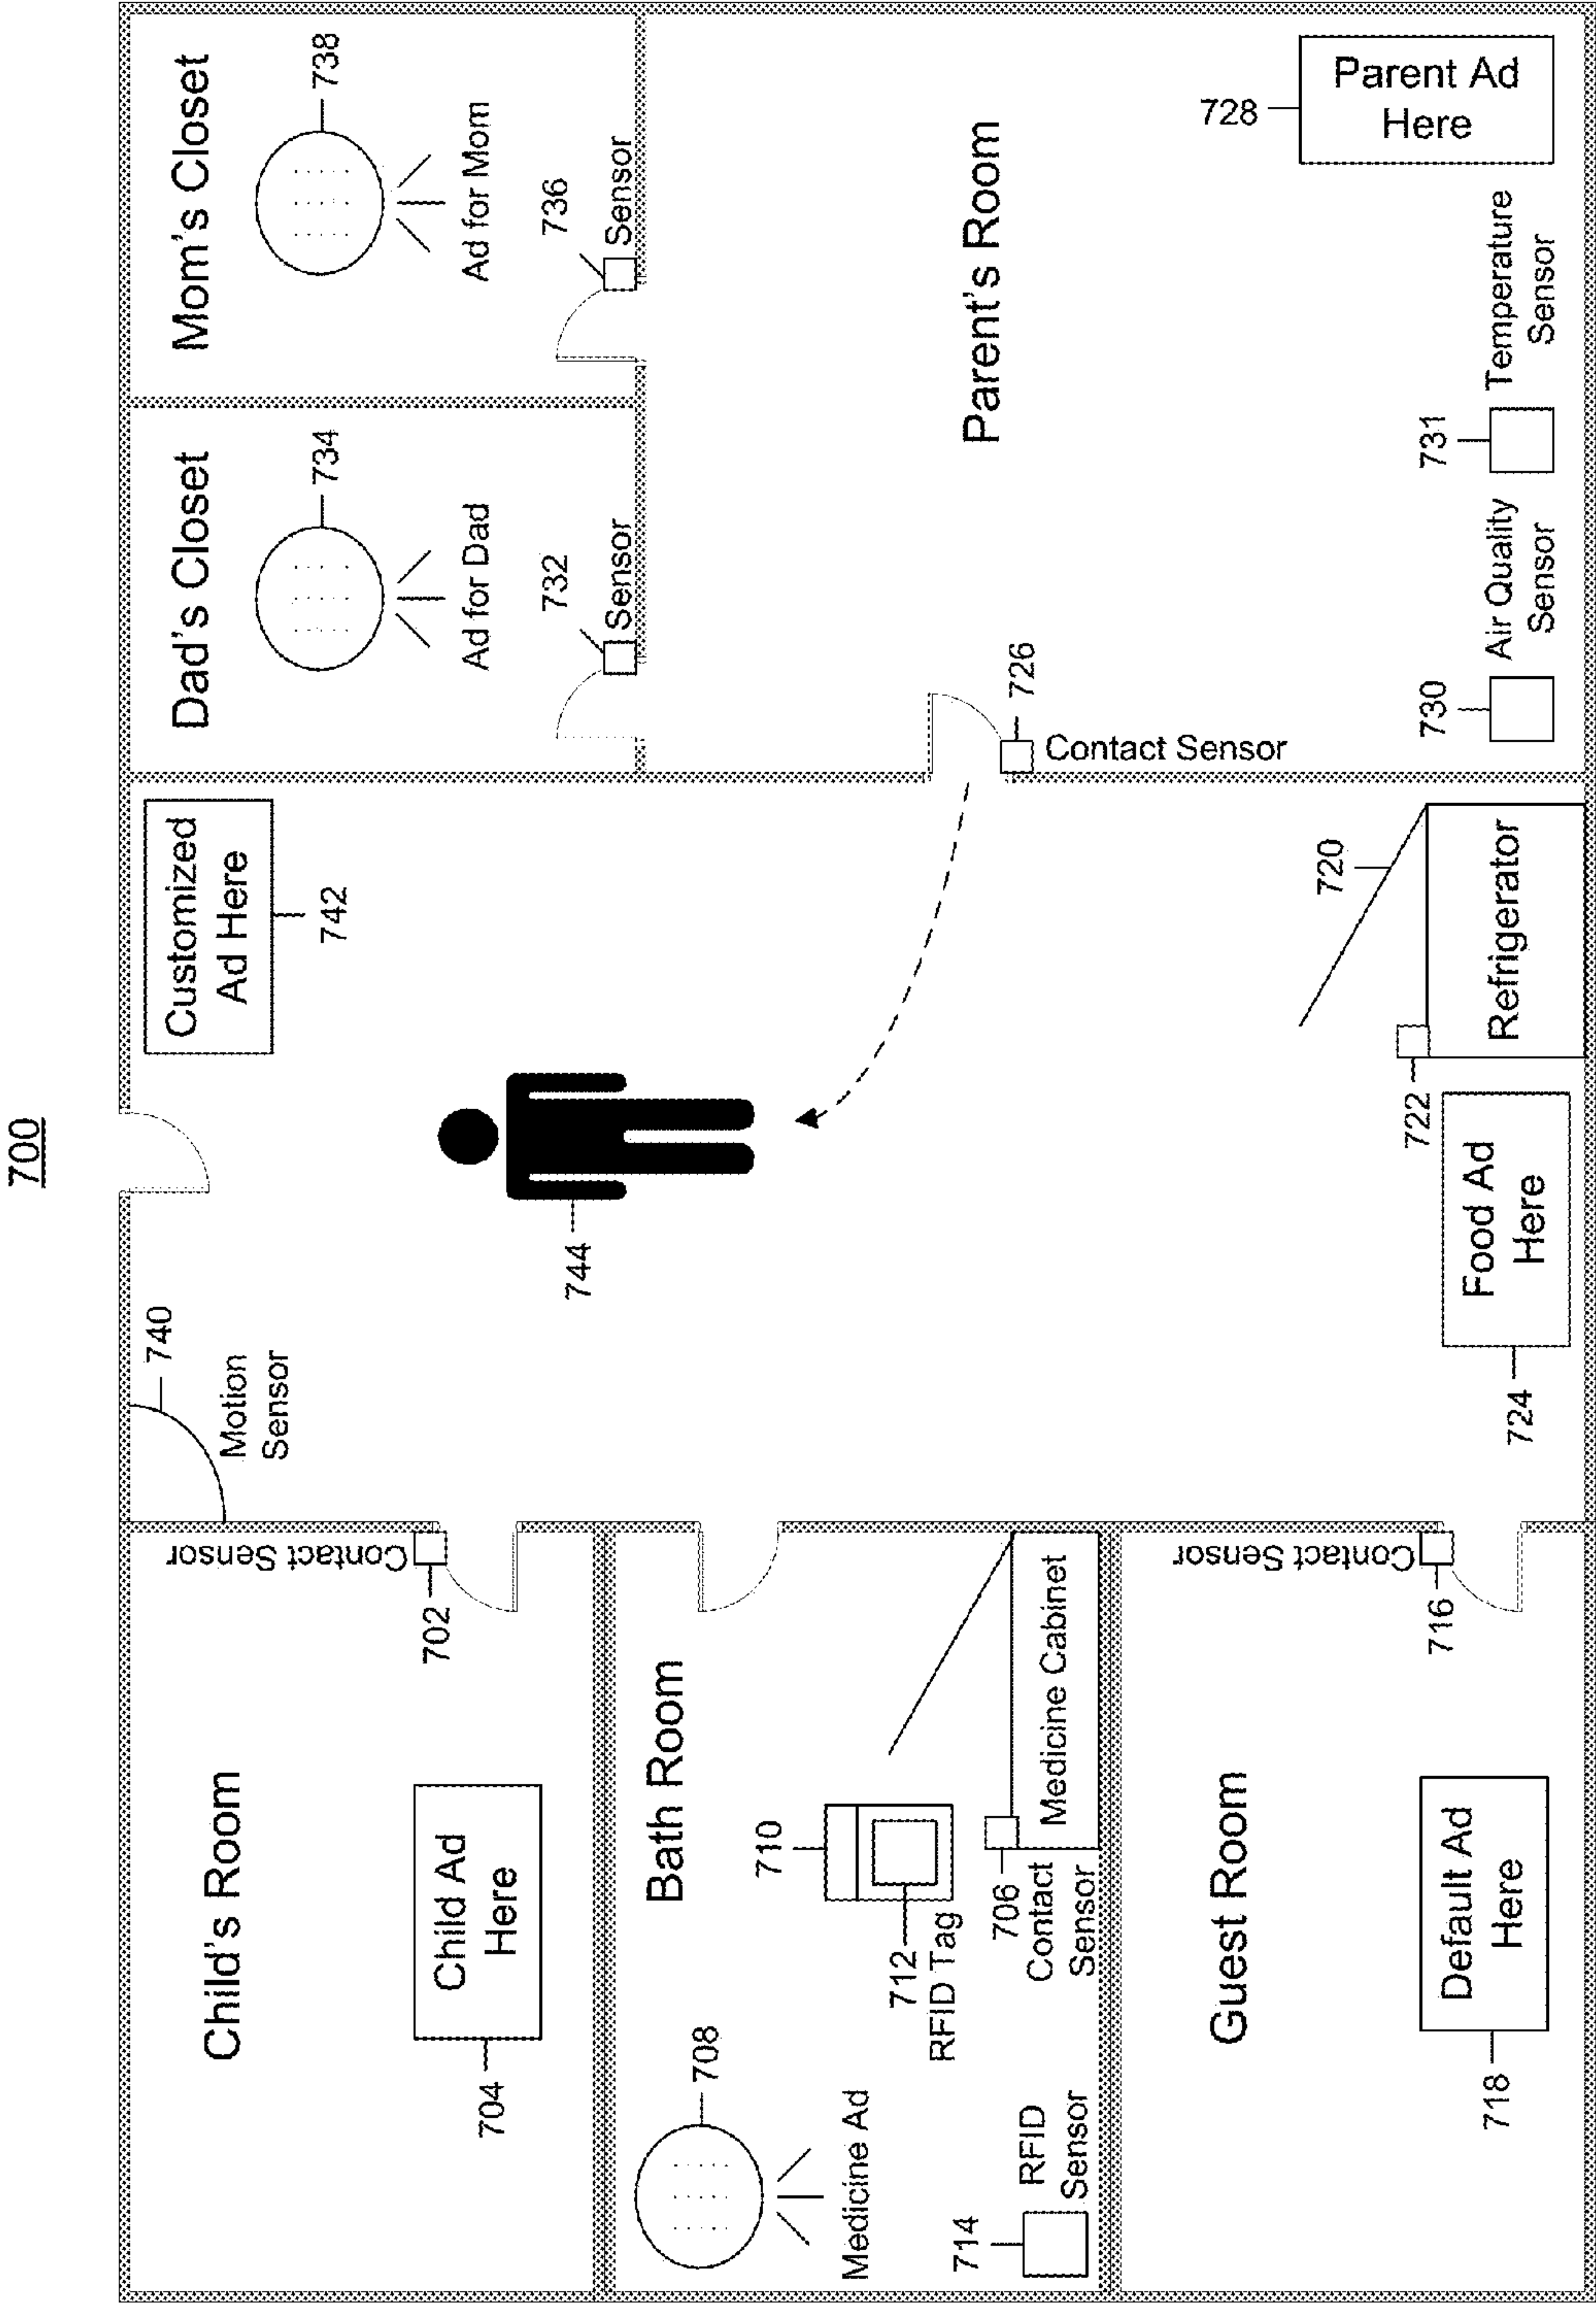 700
Child's Room
Child Ad
Here
704
702
Contact Sensor
740
Motion
Sensor
Customized
Ad Here
742
Dad's Closet
734
Ad for Dad
732
Sensor
Mom's Closet
738
Ad for Mom
736
Sensor
744
Bath Room
708
Medicine Ad
714
RFID
Sensor
710
712
RFID Tag
706
Contact
Sensor
Medicine Cabinet
Parent's Room
726
Contact Sensor
728
Parent Ad
Here
730
Air Quality
Sensor
731
Temperature
Sensor
Guest Room
Default Ad
Here
718
716
Contact Sensor
724
Food Ad
Here
722
720
Refrigerator